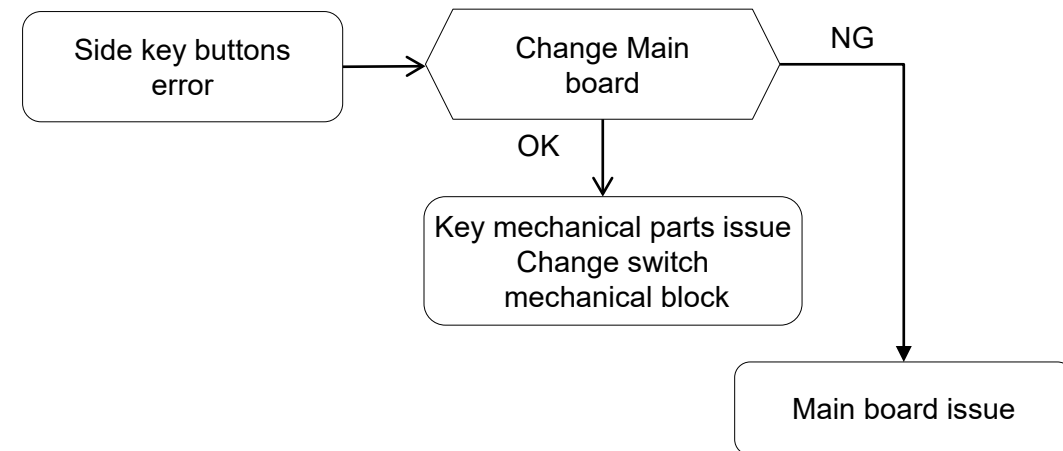 Side key buttons
error
Change Main
board
NG
OK
Key mechanical parts issue
Change switch
mechanical block
Main board issue